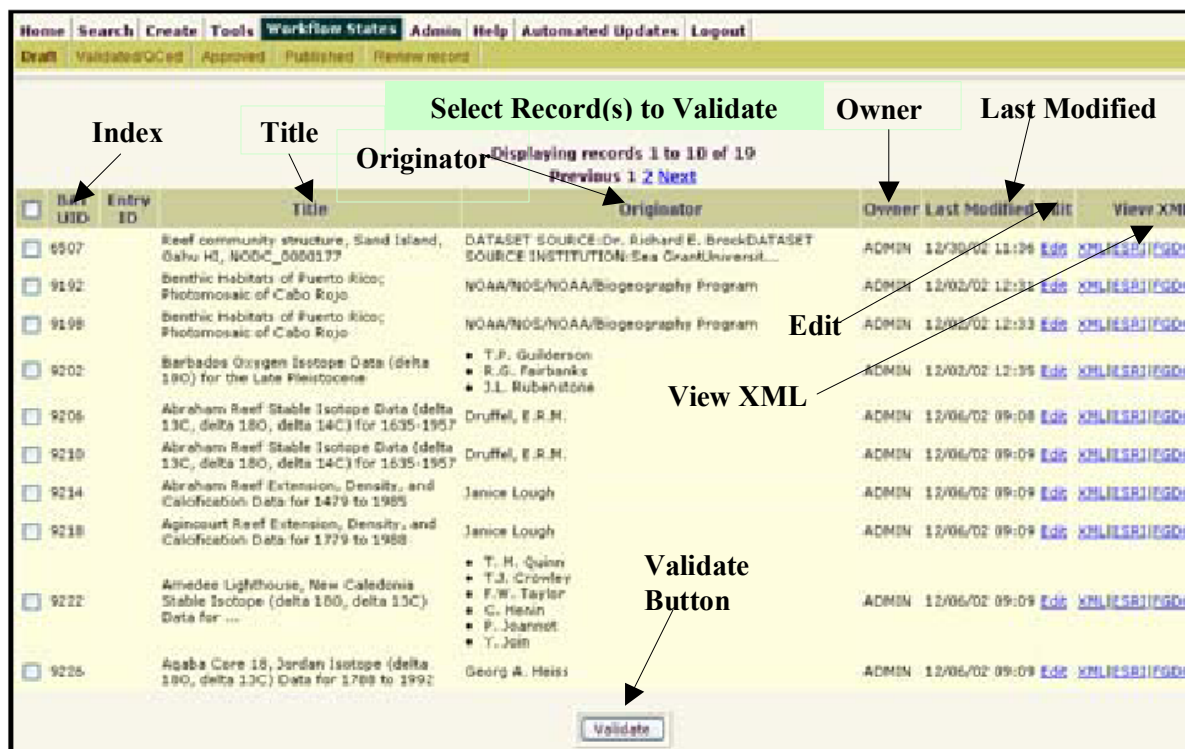 Home Search Create Tools Workflow States Admin Help Automated Updates Logout
Draft Validated/QCed Approved Published Review record
Select Record(s) to Validate
Owner
Last Modified
Index
Title
Originator
Displaying records 1 to 10 of 19
Previous 1 2 Next
UID Entry ID Title Originator Owner Last Modified Edit View XML
6507 Reef community structure, Sand Island, DATASET SOURCE:Dr. Richard E. BrockDATASET ADMIN 12/30/02 11:36 Edit XML|ESRI|FGDC
Oahu HI, NODC_0000177 SOURCE INSTITUTION:Sea GrantUniversit...
9192 Benthic Habitats of Puerto Rico; NOAA/NOS/NOAA/Biogeography Program ADMIN 12/02/02 12:31 Edit XML|ESRI|FGDC
Photomosaic of Cabo Rojo
9198 Benthic Habitats of Puerto Rico; NOAA/NOS/NOAA/Biogeography Program ADMIN 12/02/02 12:33 Edit XML|ESRI|FGDC
Photomosaic of Cabo Rojo
Edit
9202 Barbados Oxygen Isotope Data (delta ADMIN 12/02/02 12:35 Edit XML|ESRI|FGDC
18O) for the Late Pleistocene
T.P. Guilderson
R.G. Fairbanks
J.L. Rubenstone
View XML
9206 Abraham Reef Stable Isotope Data (delta Druffel, E.R.M. ADMIN 12/06/02 09:08 Edit XML|ESRI|FGDC
13C, delta 18O, delta 14C) for 1635-1957
9210 Abraham Reef Stable Isotope Data (delta Druffel, E.R.M. ADMIN 12/06/02 09:09 Edit XML|ESRI|FGDC
13C, delta 18O, delta 14C) for 1635-1957
9214 Abraham Reef Extension, Density, and Janice Lough ADMIN 12/06/02 09:09 Edit XML|ESRI|FGDC
Calcification Data for 1479 to 1985
9218 Agincourt Reef Extension, Density, and Janice Lough ADMIN 12/06/02 09:09 Edit XML|ESRI|FGDC
Calcification Data for 1779 to 1988
9222 Amedee Lighthouse, New Caledonia ADMIN 12/06/02 09:09 Edit XML|ESRI|FGDC
Stable Isotope (delta 18O, delta 13C)
Data for ...
T. M. Quinn
T.J. Crowley
F.W. Taylor
C. Henin
P. Joannot
Y. Join
Validate
Button
9226 Aqaba Core 18, Jordan Isotope (delta Georg A. Heiss ADMIN 12/06/02 09:09 Edit XML|ESRI|FGDC
18O, delta 13C) Data for 1788 to 1992
Validate